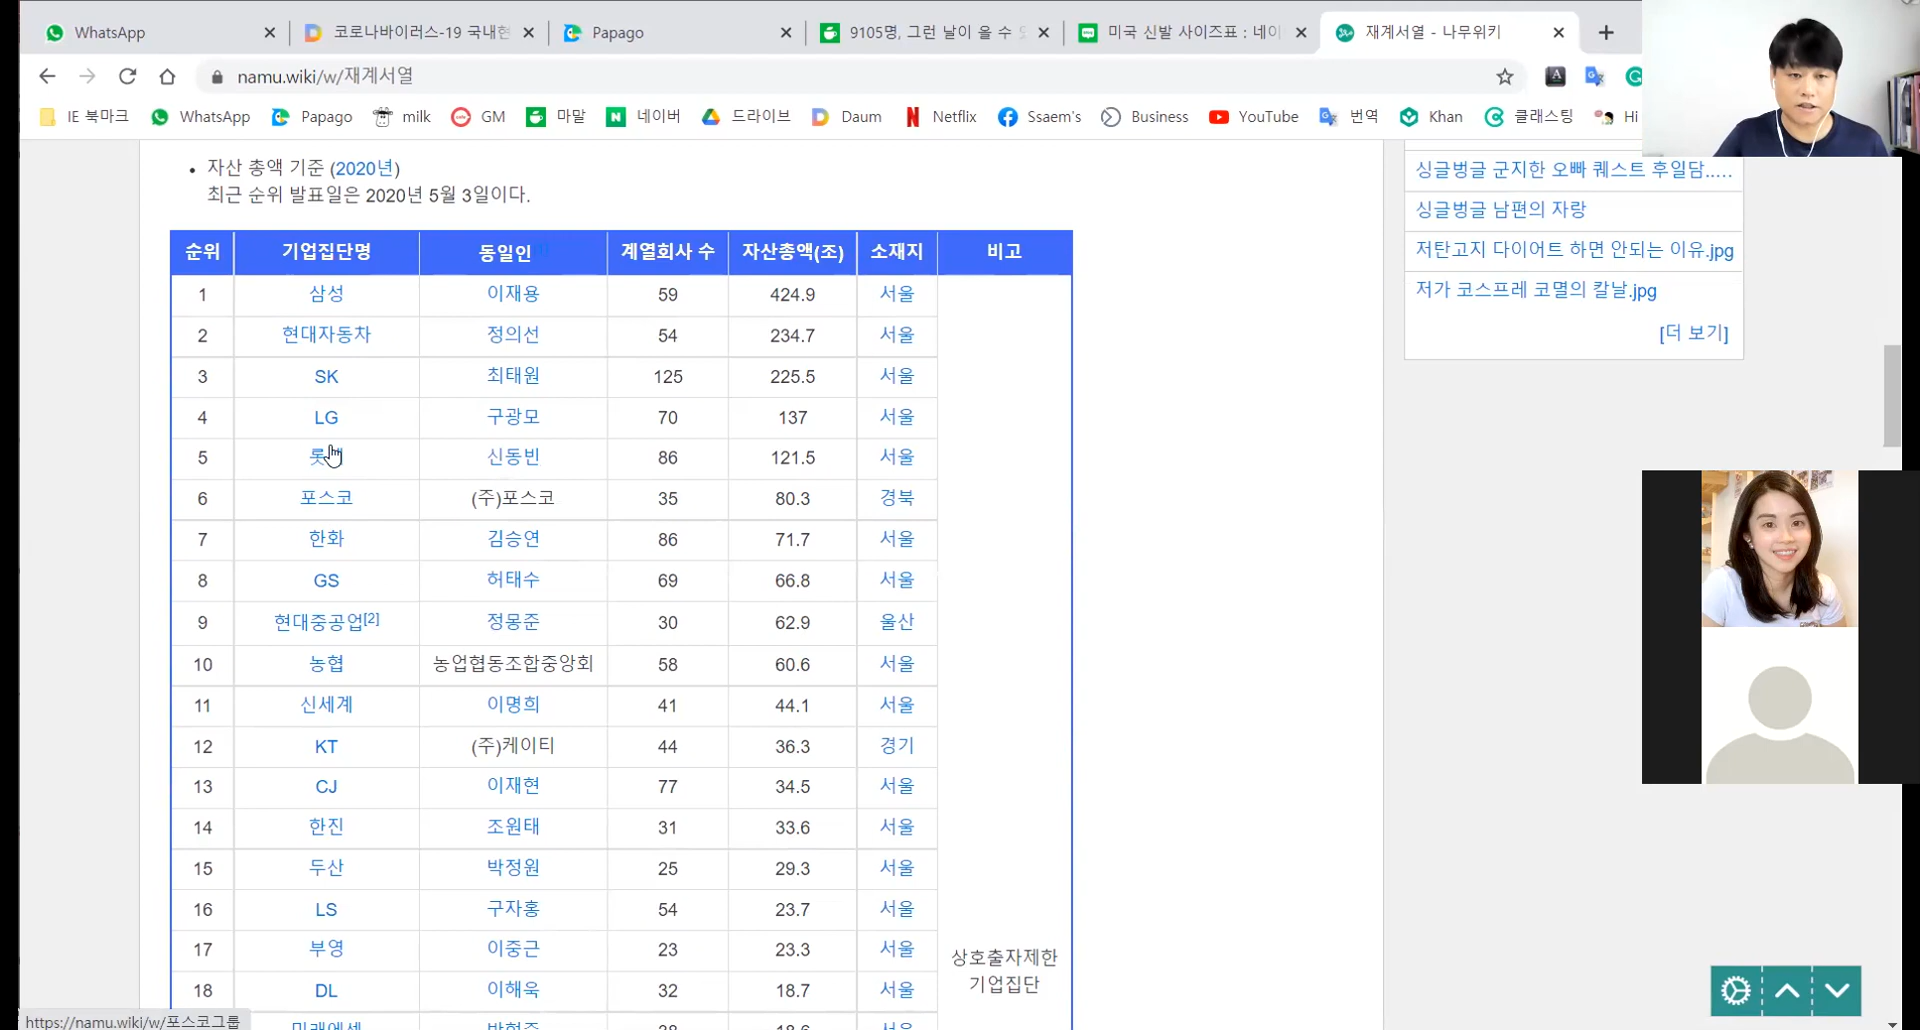 WhatsApp
코로나바이러스-19 국내현
Papago
9105명, 그런 날이 올 수
미국 신발 사이즈표 : 네이
재계서열 - 나무위키
namu.wiki/w/재계서열
IE 북마크 WhatsApp Papago milk GM 마말 네이버 드라이브 Daum Netflix Ssaem's Business YouTube 번역 Khan 클래스팅 Hi
• 자산 총액 기준 (2020년)
최근 순위 발표일은 2020년 5월 3일이다.
순위 기업집단명 동일인 계열회사 수 자산총액(조) 소재지 비고
1 삼성 이재용 59 424.9 서울
2 현대자동차 정의선 54 234.7 서울
3 SK 최태원 125 225.5 서울
4 LG 구광모 70 137 서울
5 신동빈 86 121.5 서울
6 포스코 (주)포스코 35 80.3 경북
7 한화 김승연 86 71.7 서울
8 GS 허태수 69 66.8 서울
9 현대중공업[2] 정몽준 30 62.9 울산
10 농협 농업협동조합중앙회 58 60.6 서울
11 신세계 이명희 41 44.1 서울
12 KT (주)케이티 44 36.3 경기
13 CJ 이재현 77 34.5 서울
14 한진 조원태 31 33.6 서울
15 두산 박정원 25 29.3 서울
16 LS 구자홍 54 23.7 서울
17 부영 이중근 23 23.3 서울
18 DL 이해욱 32 18.7 서울
상호출자제한
기업집단
싱글벙글 군지한 오빠 퀘스트 후일담.....
싱글벙글 남편의 자랑
저탄고지 다이어트 하면 안되는 이유.jpg
저가 코스프레 코멸의 칼날.jpg
[더 보기]
https://namu.wiki/w/포스코그룹